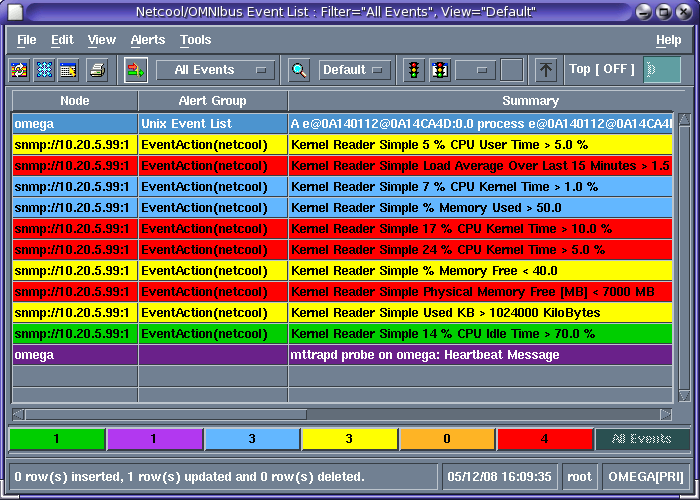 Netcool/OMNIbus Event List : Filter="All Events", View="Default"
File Edit View Alerts Tools Help
All Events Default Top [ OFF ]
Node Alert Group Summary
omega Unix Event List A e@0A140112@0A14CA4D:0.0 process e@0A140112@0A14CA4
snmp://10.20.5.99:1 EventAction(netcool) Kernel Reader Simple 5 % CPU User Time > 5.0 %
snmp://10.20.5.99:1 EventAction(netcool) Kernel Reader Simple Load Average Over Last 15 Minutes > 1.5
snmp://10.20.5.99:1 EventAction(netcool) Kernel Reader Simple 7 % CPU Kernel Time > 1.0 %
snmp://10.20.5.99:1 EventAction(netcool) Kernel Reader Simple % Memory Used > 50.0
snmp://10.20.5.99:1 EventAction(netcool) Kernel Reader Simple 17 % CPU Kernel Time > 10.0 %
snmp://10.20.5.99:1 EventAction(netcool) Kernel Reader Simple 24 % CPU Kernel Time > 5.0 %
snmp://10.20.5.99:1 EventAction(netcool) Kernel Reader Simple % Memory Free < 40.0
snmp://10.20.5.99:1 EventAction(netcool) Kernel Reader Simple Physical Memory Free [MB] < 7000 MB
snmp://10.20.5.99:1 EventAction(netcool) Kernel Reader Simple Used KB > 1024000 KiloBytes
snmp://10.20.5.99:1 EventAction(netcool) Kernel Reader Simple 14 % CPU Idle Time > 70.0 %
omega mttrapd probe on omega: Heartbeat Message
1 1 3 3 0 4 All Events
0 row(s) inserted, 1 row(s) updated and 0 row(s) deleted. 05/12/08 16:09:35 root OMEGA[PRI]